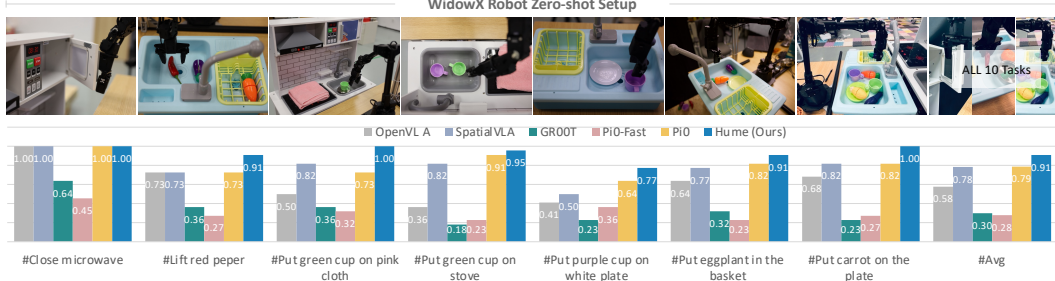 WidowX Robot Zero-shot Setup
ALL 10 Tasks
OpenVL A SpatialVLA GR00T Pi0-Fast Pi0 Hume (Ours)
1.00 1.00 0.64 0.45 1.00 1.00
0.73 0.73 0.36 0.27 0.73 0.91
0.50 0.82 0.36 0.32 0.73 1.00
0.36 0.82 0.18 0.23 0.91 0.95
0.41 0.50 0.23 0.36 0.64 0.77
0.64 0.77 0.32 0.23 0.82 0.91
0.68 0.82 0.23 0.27 0.82 1.00
0.58 0.78 0.30 0.28 0.79 0.91
#Close microwave
#Lift red peper
#Put green cup on pink
cloth
#Put green cup on
stove
#Put purple cup on
white plate
#Put eggplant in the
basket
#Put carrot on the
plate
#Avg